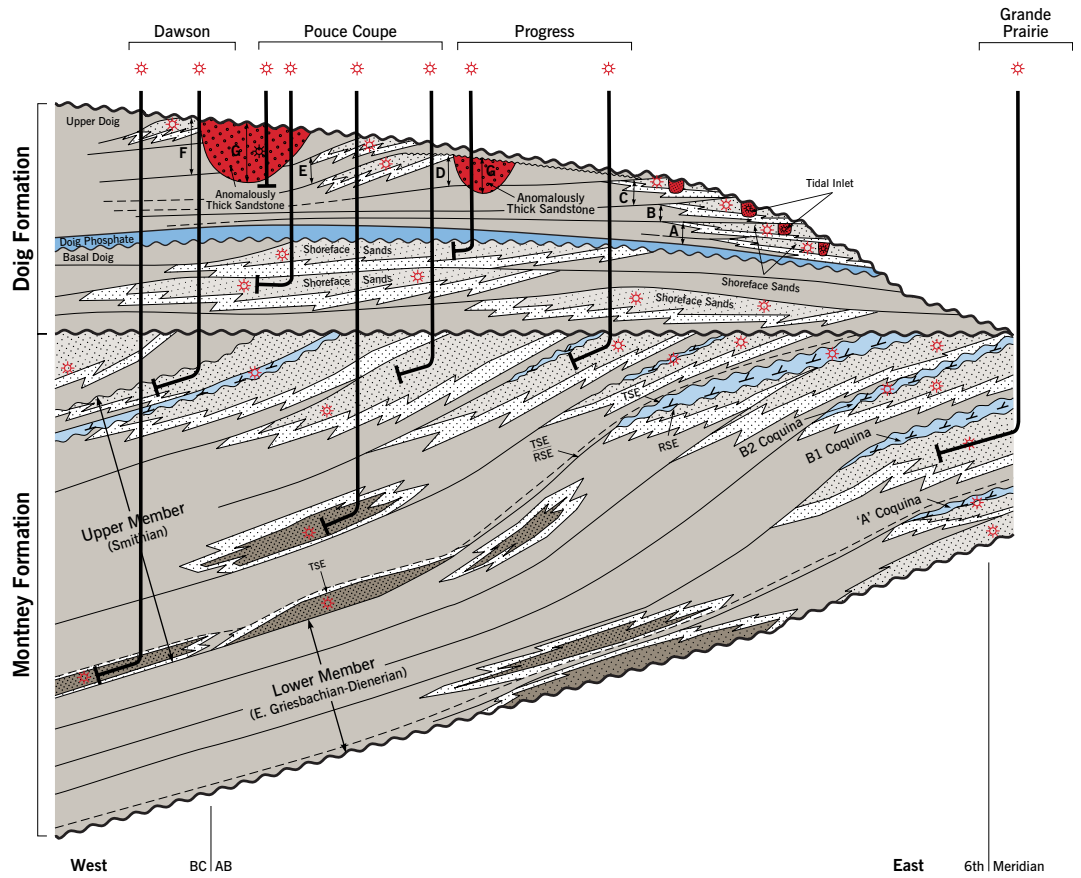 Dawson
Pouce Coupe
Progress
Grande
Prairie
Doig Formation
Montney Formation
Upper Doig
F
G
E
D
G
C
B
A
Anomalously
Thick Sandstone
Anomalously
Thick Sandstone
Tidal Inlet
Doig Phosphate
Basal Doig
Shoreface Sands
Shoreface Sands
Shoreface Sands
Shoreface Sands
TSE
RSE
TSE
RSE
B2 Coquina
B1 Coquina
'A' Coquina
Upper Member
(Smithian)
TSE
Lower Member
(E. Griesbachian-Dienerian)
West
BC AB
East
6th Meridian